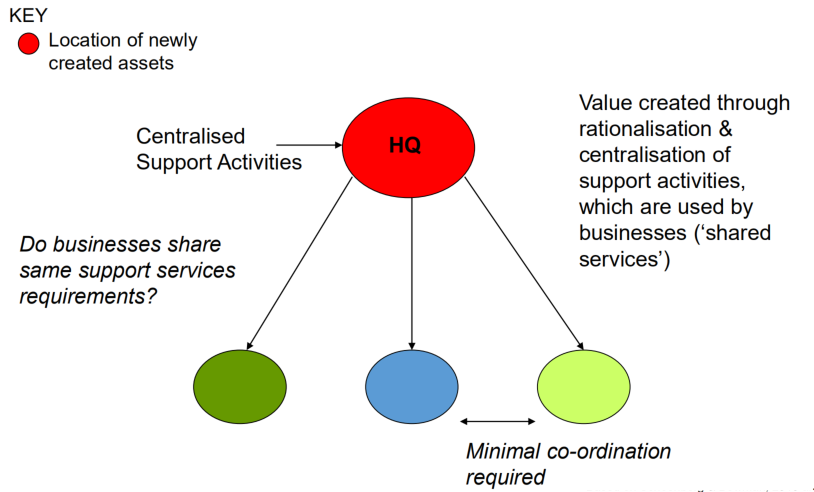 KEY
Location of newly
created assets
Centralised
Support Activities
HQ
Value created through
rationalisation &
centralisation of
support activities,
which are used by
businesses (‘shared
services’)
Do businesses share
same support services
requirements?
Minimal co-ordination
required